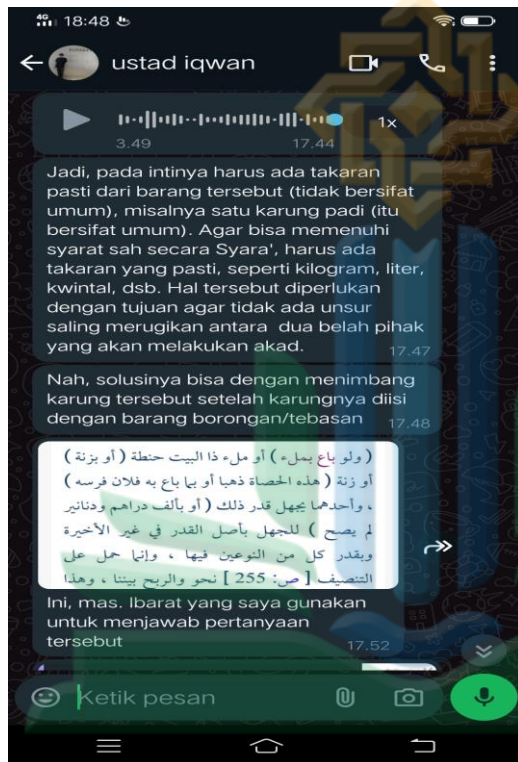 4G 18:48
ustad iqwan
1x
3.49 17.44
Jadi, pada intinya harus ada takaran
pasti dari barang tersebut (tidak bersifat
umum), misalnya satu karung padi (itu
bersifat umum). Agar bisa memenuhi
syarat sah secara Syara', harus ada
takaran yang pasti, seperti kilogram, liter,
kwintal, dsb. Hal tersebut diperlukan
dengan tujuan agar tidak ada unsur
saling merugikan antara dua belah pihak
yang akan melakukan akad. 17.47
Nah, solusinya bisa dengan menimbang
karung tersebut setelah karungnya diisi
dengan barang borongan/tebasan 17.48
( ولو باع بملء ) أو ملء ذا البيت حنطة ( أو بزنة )
أو زنة ( هذه الحصاة ذهبا أو بما باع به فلان فرسه )
، وأحدهما يجهل قدر ذلك ( أو بألف دراهم ودنانير
لم يصح ) للجهل بأصل القدر في غير الأخيرة
وبقدر كل من النوعين فيها ، وإنما حمل على
التنصيف [ ص: 255 ] نحو والربح بيننا ، وهذا
Ini, mas. Ibarat yang saya gunakan
untuk menjawab pertanyaan
tersebut 17.52
Ketik pesan